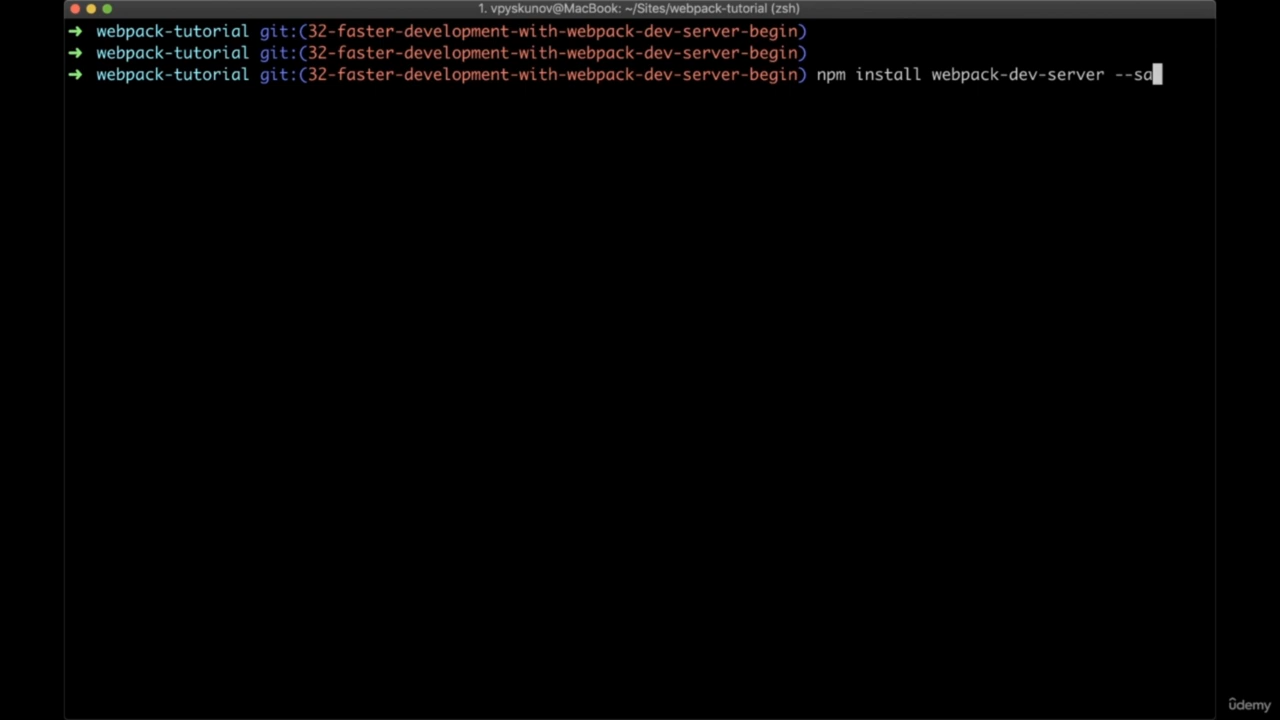 1. vpyskunov@MacBook: ~/Sites/webpack-tutorial (zsh)
➜ webpack-tutorial git:(32-faster-development-with-webpack-dev-server-begin)
➜ webpack-tutorial git:(32-faster-development-with-webpack-dev-server-begin)
➜ webpack-tutorial git:(32-faster-development-with-webpack-dev-server-begin) npm install webpack-dev-server --sa
ûdemy